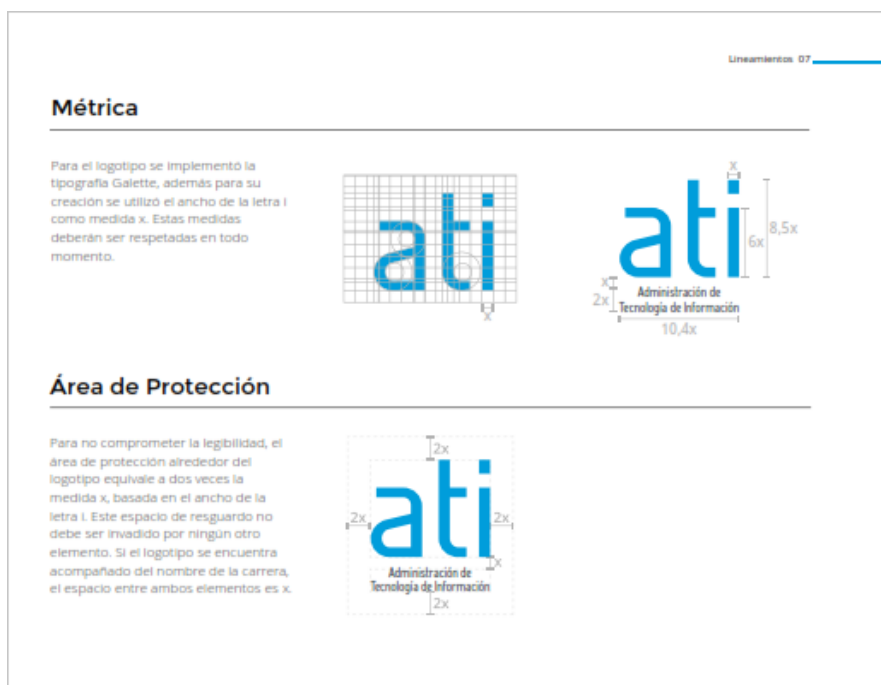 Lineamientos 07
Métrica
Para el logotipo se implementó la
tipografía Galette, además para su
creación se utilizó el ancho de la letra i
como medida x. Estas medidas
deberán ser respetadas en todo
momento.
ati
x
x
ati
6x
8,5x
x
2x
Administración de
Tecnología de Información
10,4x
Área de Protección
Para no comprometer la legibilidad, el
área de protección alrededor del
logotipo equivale a dos veces la
medida x, basada en el ancho de la
letra i. Este espacio de resguardo no
debe ser invadido por ningún otro
elemento. Si el logotipo se encuentra
acompañado del nombre de la carrera,
el espacio entre ambos elementos es x.
2x
ati
2x
2x
x
Administración de
Tecnología de Información
2x